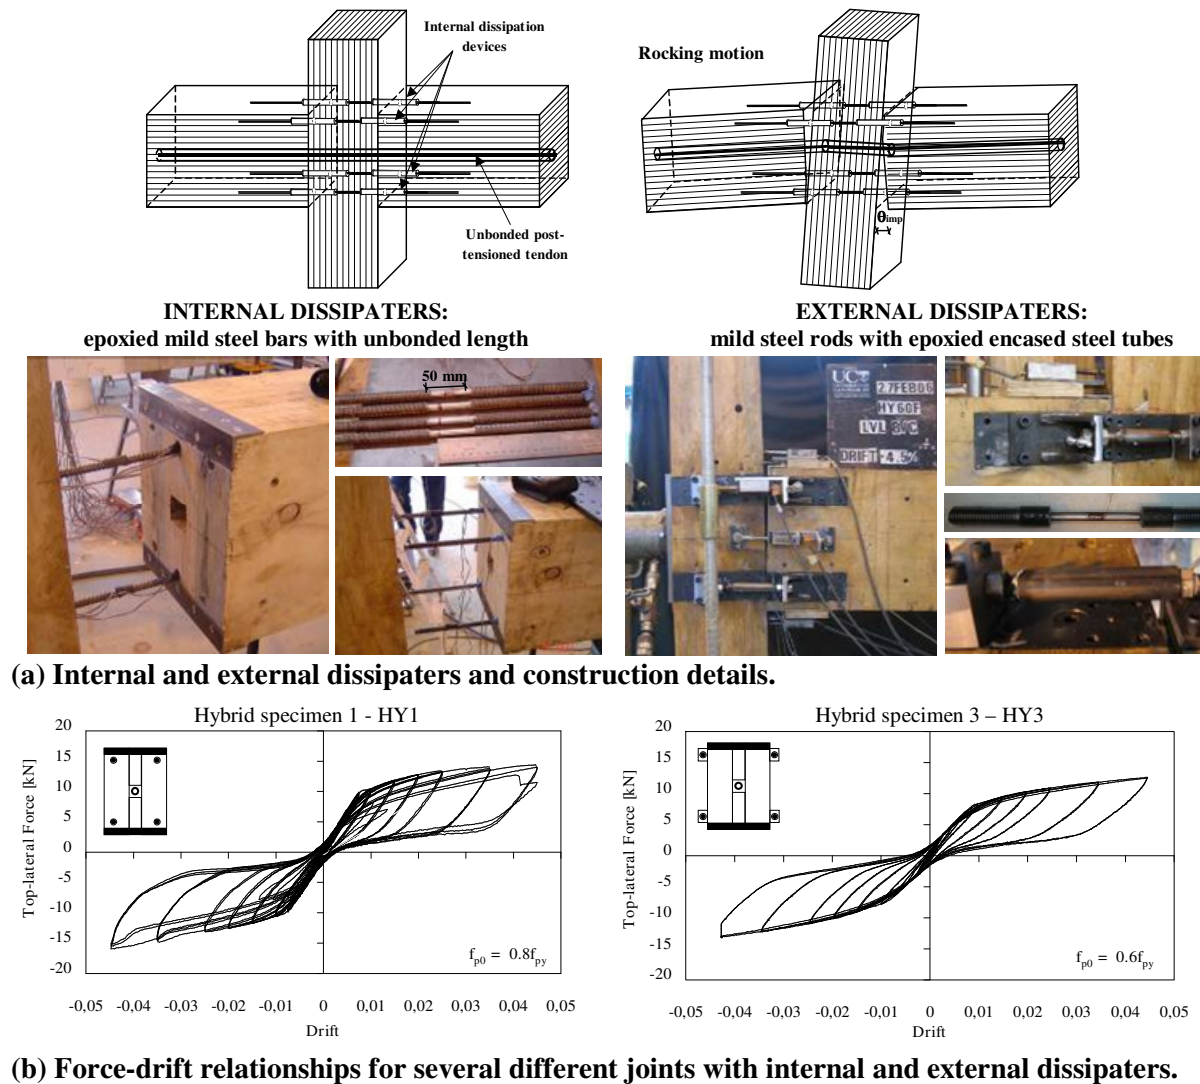 Internal dissipation
devices
Unbonded post-
tensioned tendon
Rocking motion
θimp
INTERNAL DISSIPATERS:
epoxied mild steel bars with unbonded length
EXTERNAL DISSIPATERS:
mild steel rods with epoxied encased steel tubes
50 mm
UC
27FEB06
HY60F
LVL
DRIFT -4.5%
(a) Internal and external dissipaters and construction details.
Hybrid specimen 1 - HY1
Top-lateral Force [kN]
20
15
10
5
0
-5
-10
-15
-20
fp0 = 0.8fpy
-0,05 -0,04 -0,03 -0,02 -0,01 0 0,01 0,02 0,03 0,04 0,05
Drift
Hybrid specimen 3 – HY3
Top-lateral Force [kN]
20
15
10
5
0
-5
-10
-15
-20
fp0 = 0.6fpy
-0,05 -0,04 -0,03 -0,02 -0,01 0 0,01 0,02 0,03 0,04 0,05
Drift
(b) Force-drift relationships for several different joints with internal and external dissipaters.